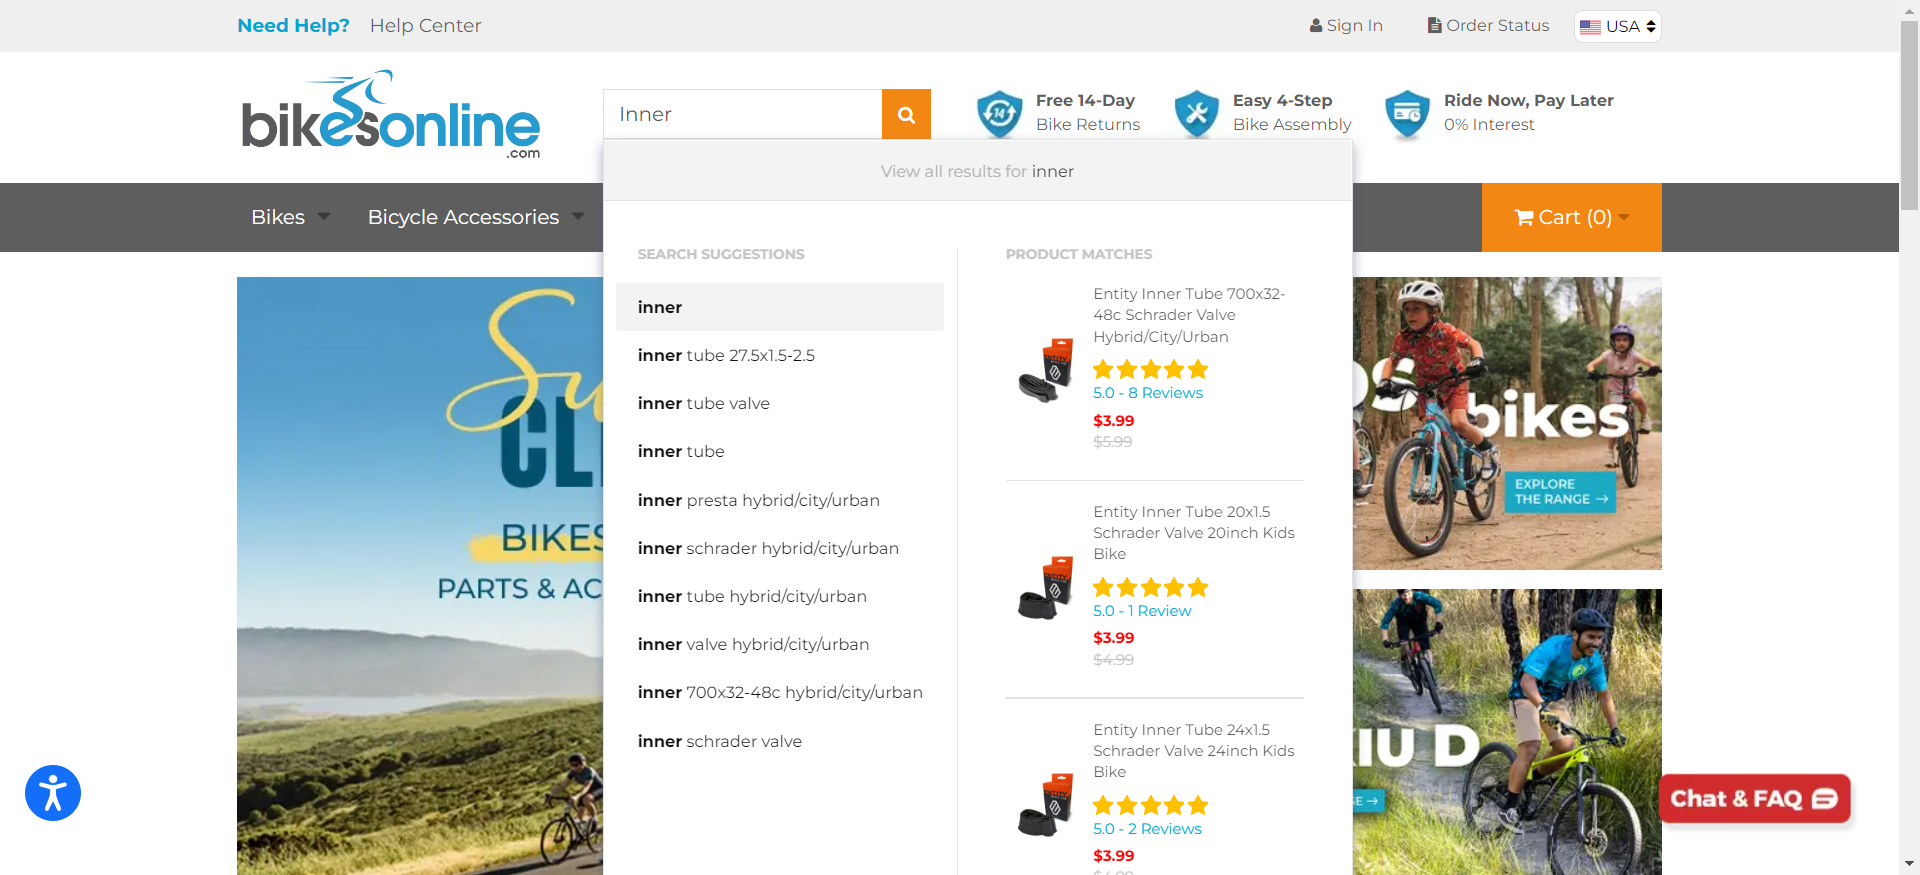 Need Help? Help Center
Sign In Order Status USA
bikesonline
.com
Inner
Free 14-Day
Bike Returns
14
Easy 4-Step
Bike Assembly
Ride Now, Pay Later
0% Interest
View all results for inner
Bikes Bicycle Accessories
Cart (0)
SEARCH SUGGESTIONS
inner
inner tube 27.5x1.5-2.5
inner tube valve
inner tube
inner presta hybrid/city/urban
inner schrader hybrid/city/urban
inner tube hybrid/city/urban
inner valve hybrid/city/urban
inner 700x32-48c hybrid/city/urban
inner schrader valve
PRODUCT MATCHES
Entity Inner Tube 700x32-
48c Schrader Valve
Hybrid/City/Urban
5.0 - 8 Reviews
$3.99
$5.99
Entity Inner Tube 20x1.5
Schrader Valve 20inch Kids
Bike
5.0 - 1 Review
$3.99
$4.99
Entity Inner Tube 24x1.5
Schrader Valve 24inch Kids
Bike
5.0 - 2 Reviews
$3.99
Su
CL
BIKES
PARTS & AC
bikes
EXPLORE
THE RANGE →
IU D
Chat & FAQ